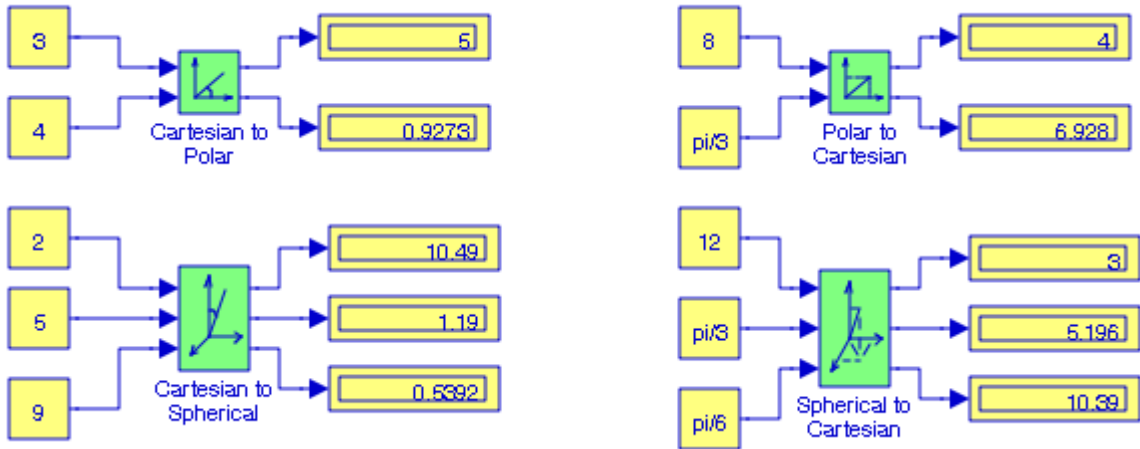 3
4
Cartesian to
Polar
5
0.9273
8
pi/3
Polar to
Cartesian
4
6.928
2
5
9
Cartesian to
Spherical
10.49
1.19
0.5392
12
pi/3
pi/6
Spherical to
Cartesian
3
5.196
10.39